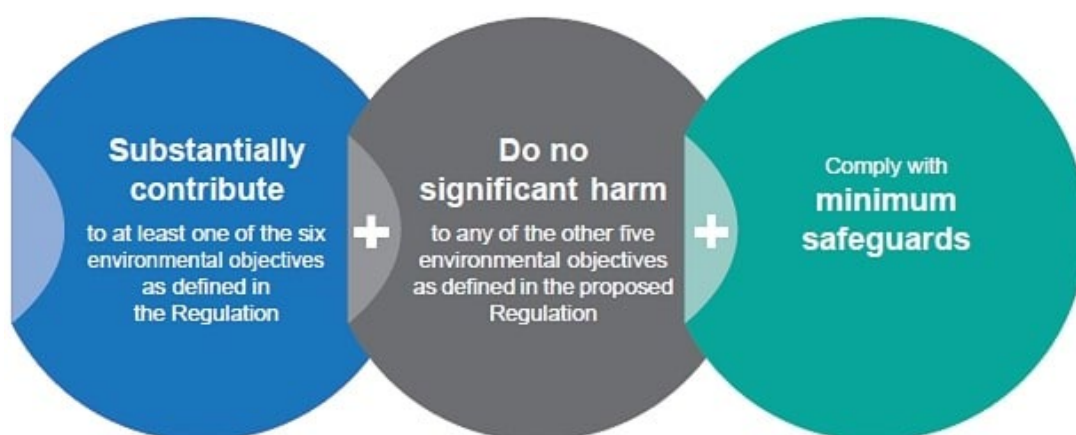 Substantially
contribute
to at least one of the six
environmental objectives
as defined in
the Regulation
+
Do no
significant harm
to any of the other five
environmental objectives
as defined in the proposed
Regulation
+
Comply with
minimum
safeguards